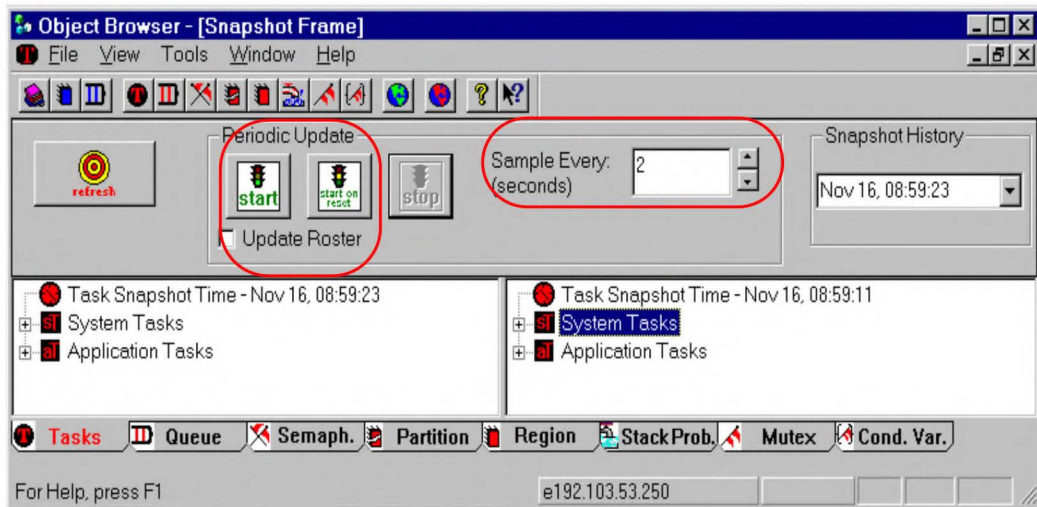 Object Browser - [Snapshot Frame]
File View Tools Window Help
Periodic Update
Snapshot History
refresh
start
start on reset
stop
Sample Every:
(seconds)
2
Nov 16, 08:59:23
Update Roster
Task Snapshot Time - Nov 16, 08:59:23
System Tasks
Application Tasks
Task Snapshot Time - Nov 16, 08:59:11
System Tasks
Application Tasks
Tasks Queue Semaph. Partition Region StackProb. Mutex Cond. Var.
For Help, press F1
e192.103.53.250